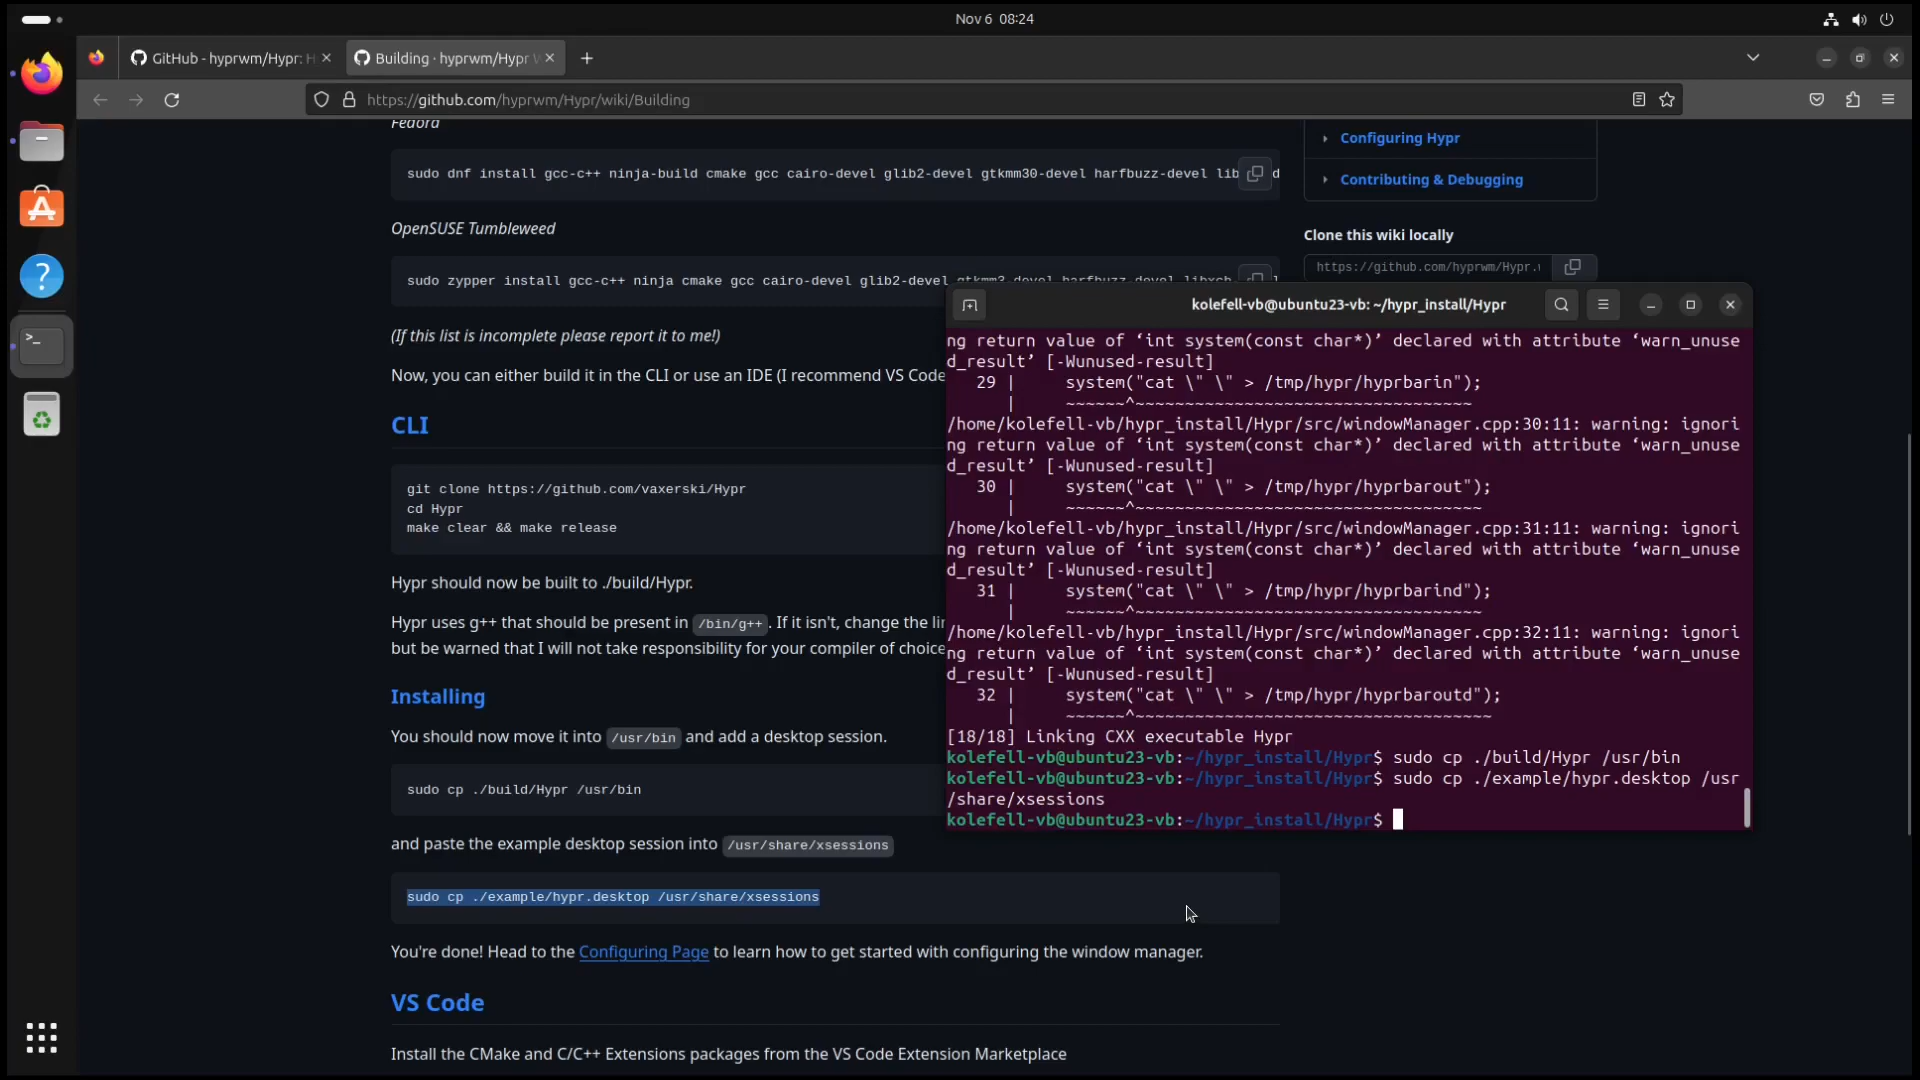 Nov 6 08:24
GitHub - hyprwm/Hypr: H
Building · hyprwm/Hypr W
https://github.com/hyprwm/Hypr/wiki/Building
Fedora
sudo dnf install gcc-c++ ninja-build cmake gcc cairo-devel glib2-devel gtkmm30-devel harfbuzz-devel lib d
OpenSUSE Tumbleweed
sudo zypper install gcc-c++ ninja cmake gcc cairo-devel glib2-devel gtkmm3-devel harfbuzz-devel libxcb
(If this list is incomplete please report it to me!)
Now, you can either build it in the CLI or use an IDE (I recommend VS Code
CLI
git clone https://github.com/vaxerski/Hypr
cd Hypr
make clear && make release
Hypr should now be built to ./build/Hypr.
Hypr uses g++ that should be present in /bin/g++. If it isn't, change the li
but be warned that I will not take responsibility for your compiler of choice
Installing
You should now move it into /usr/bin and add a desktop session.
sudo cp ./build/Hypr /usr/bin
and paste the example desktop session into /usr/share/xsessions
sudo cp ./example/hypr.desktop /usr/share/xsessions
You're done! Head to the Configuring Page to learn how to get started with configuring the window manager.
VS Code
Install the CMake and C/C++ Extensions packages from the VS Code Extension Marketplace
Configuring Hypr
Contributing & Debugging
Clone this wiki locally
https://github.com/hyprwm/Hypr.
kolefell-vb@ubuntu23-vb: ~/hypr_install/Hypr
ng return value of ‘int system(const char*)’ declared with attribute ‘warn_unuse
d_result’ [-Wunused-result]
29 | system("cat \" \" > /tmp/hypr/hyprbarin");
| ~~~~~~^~~~~~~~~~~~~~~~~~~~~~~~~~~~~~~~~~~
/home/kolefell-vb/hypr_install/Hypr/src/windowManager.cpp:30:11: warning: ignori
ng return value of ‘int system(const char*)’ declared with attribute ‘warn_unuse
d_result’ [-Wunused-result]
30 | system("cat \" \" > /tmp/hypr/hyprbarout");
| ~~~~~~^~~~~~~~~~~~~~~~~~~~~~~~~~~~~~~~~~~~
/home/kolefell-vb/hypr_install/Hypr/src/windowManager.cpp:31:11: warning: ignori
ng return value of ‘int system(const char*)’ declared with attribute ‘warn_unuse
d_result’ [-Wunused-result]
31 | system("cat \" \" > /tmp/hypr/hyprbarind");
| ~~~~~~^~~~~~~~~~~~~~~~~~~~~~~~~~~~~~~~~~~~
/home/kolefell-vb/hypr_install/Hypr/src/windowManager.cpp:32:11: warning: ignori
ng return value of ‘int system(const char*)’ declared with attribute ‘warn_unuse
d_result’ [-Wunused-result]
32 | system("cat \" \" > /tmp/hypr/hyprbaroutd");
| ~~~~~~^~~~~~~~~~~~~~~~~~~~~~~~~~~~~~~~~~~~~
[18/18] Linking CXX executable Hypr
kolefell-vb@ubuntu23-vb:~/hypr_install/Hypr$ sudo cp ./build/Hypr /usr/bin
kolefell-vb@ubuntu23-vb:~/hypr_install/Hypr$ sudo cp ./example/hypr.desktop /usr
/share/xsessions
kolefell-vb@ubuntu23-vb:~/hypr_install/Hypr$